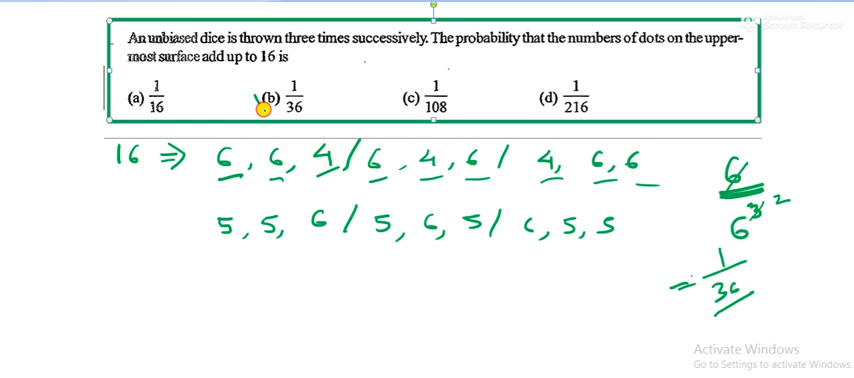 An unbiased dice is thrown three times successively. The probability that the numbers of dots on the upper-
most surface add up to 16 is
(a) 1/16 (b) 1/36 (c) 1/108 (d) 1/216
16 ⇒ 6, 6, 4 / 6, 4, 6 / 4, 6, 6
5, 5, 6 / 5, 6, 5 / 6, 5, 5
6
6^3 2
= 1/36
Activate Windows
Go to Settings to activate Windows.